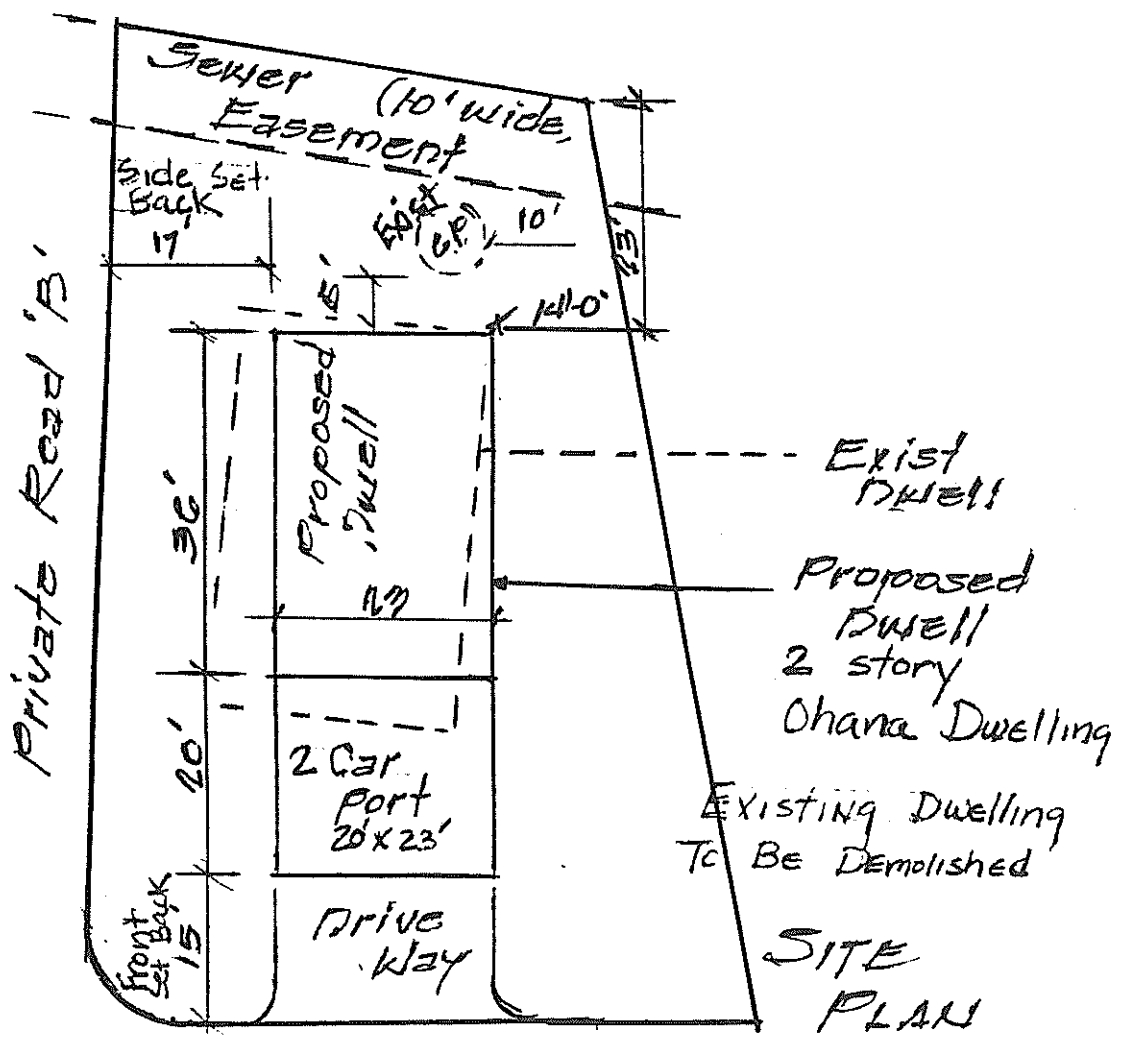 Sewer (10' Wide,
Easement
Side Set.
Back
17'
Exist
C.P.
10'
15'
14'-0"
23'
Private Road 'B'
36'
Proposed
Dwell
23
Exist
Dwell
Proposed
Dwell
2 story
Ohana Dwelling
20'
2 Car
Port
20' x 23'
Existing Dwelling
To Be Demolished
Front
Set Back
15
Drive
Way
Site
Plan